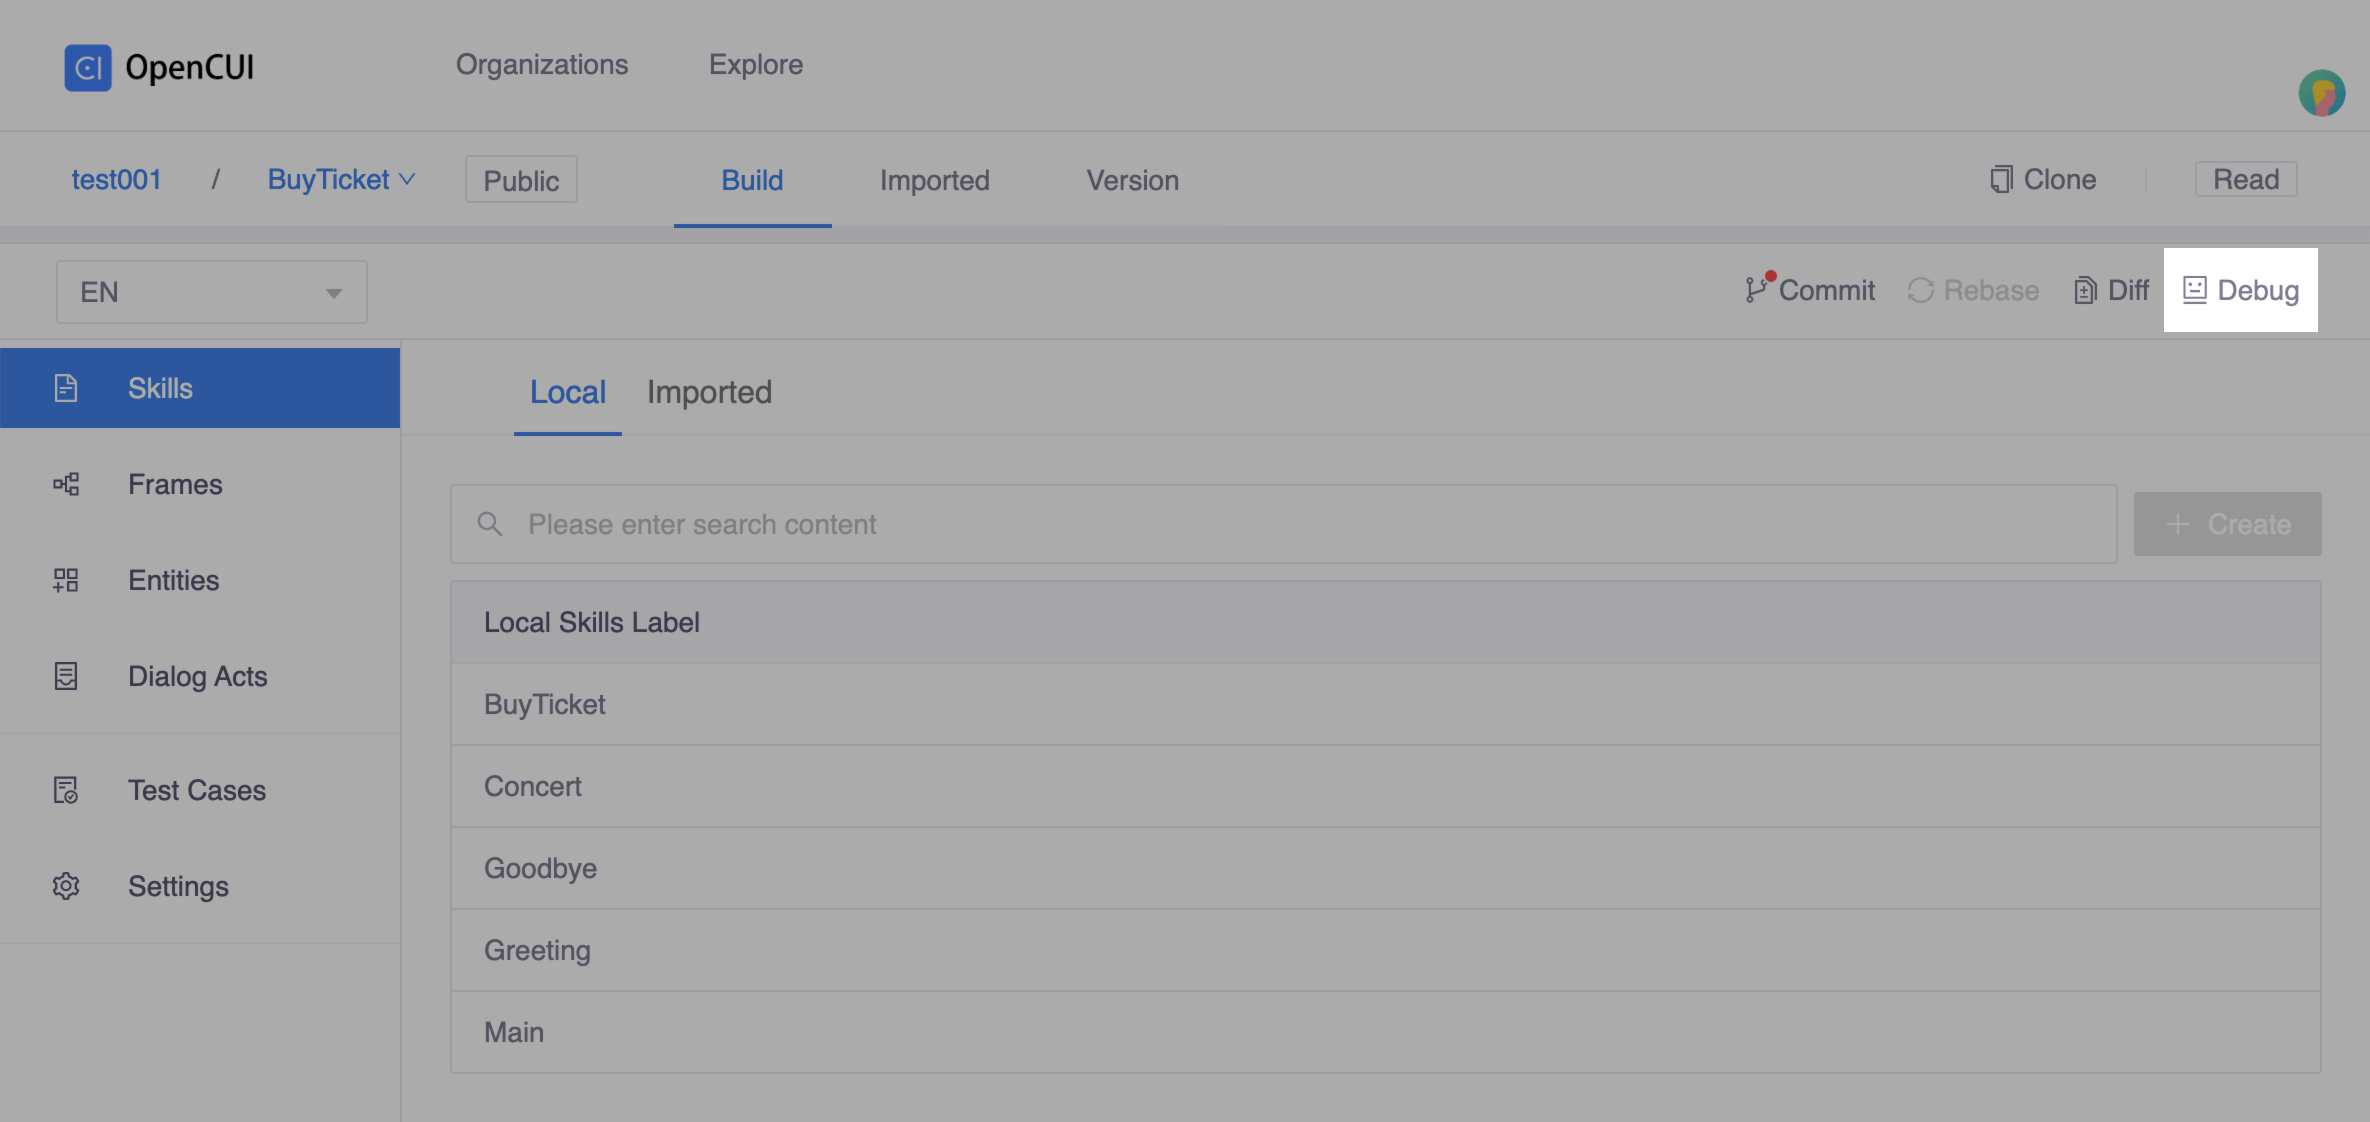 OpenCUI
Organizations Explore
test001 / BuyTicket Public Build Imported Version Clone Read
EN Commit Rebase Diff Debug
Skills
Frames
Entities
Dialog Acts
Test Cases
Settings
Local Imported
Please enter search content
Create
Local Skills Label
BuyTicket
Concert
Goodbye
Greeting
Main